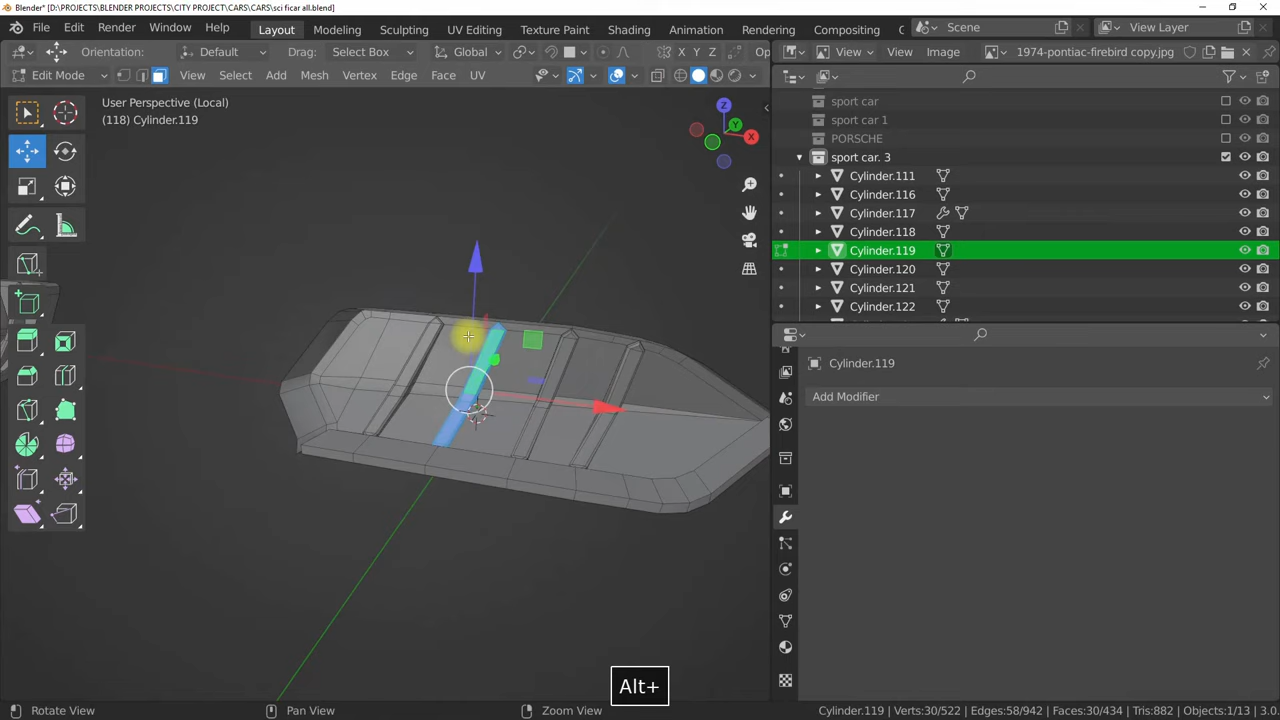 Blender* [D:\PROJECTS\BLENDER PROJECTS\CITY PROJECT\CARS\CARS\sci ficar all.blend]
File Edit Render Window Help Layout Modeling Sculpting UV Editing Texture Paint Shading Animation Rendering Compositing Scene View Layer
Orientation: Default Drag: Select Box Global X Y Z Op View View Image 1974-pontiac-firebird copy.jpg
Edit Mode View Select Add Mesh Vertex Edge Face UV
User Perspective (Local)
(118) Cylinder.119
Z
Y
X
sport car
sport car 1
PORSCHE
sport car. 3
Cylinder.111
Cylinder.116
Cylinder.117
Cylinder.118
Cylinder.119
Cylinder.120
Cylinder.121
Cylinder.122
Cylinder.119
Add Modifier
Alt+
Rotate View Pan View Zoom View Cylinder.119 | Verts:30/522 | Edges:58/942 | Faces:30/434 | Tris:882 | Objects:1/13 | 3.0